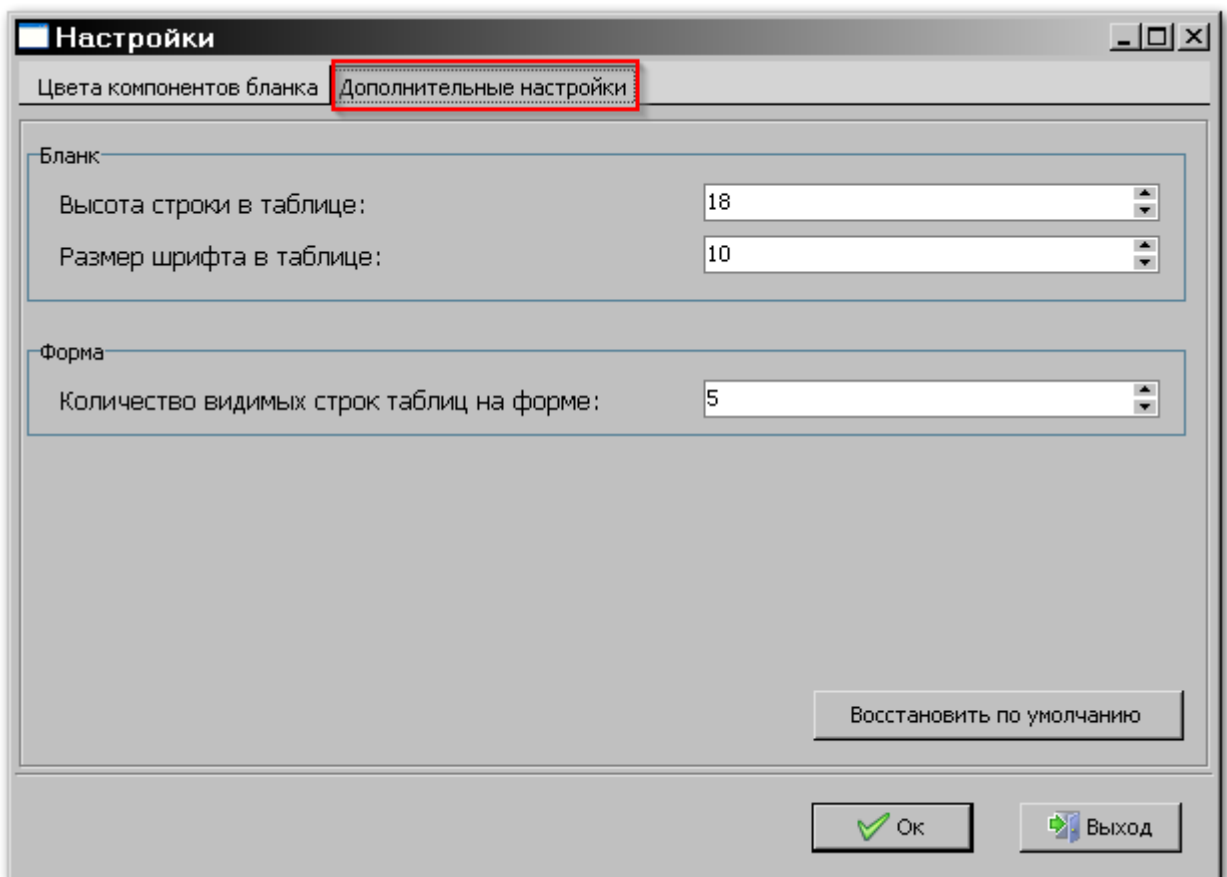 Настройки
Цвета компонентов бланка Дополнительные настройки
Бланк
Высота строки в таблице: 18
Размер шрифта в таблице: 10
Форма
Количество видимых строк таблиц на форме: 5
Восстановить по умолчанию
Ок Выход